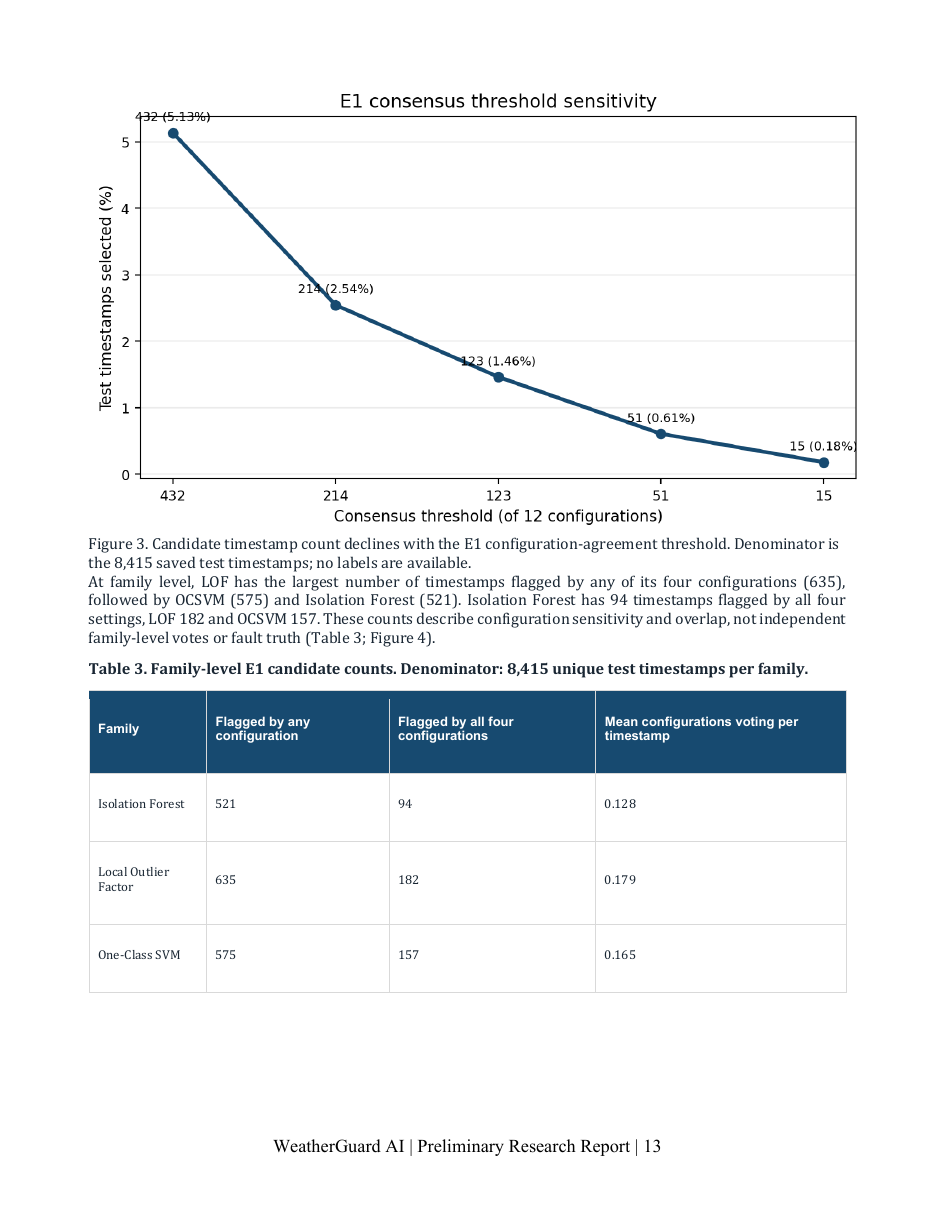 E1 consensus threshold sensitivity
432 (5.13%)
5
4
214 (2.54%)
3
2
123 (1.46%)
1
51 (0.61%)
15 (0.18%)
0
Test timestamps selected (%)
432 214 123 51 15
Consensus threshold (of 12 configurations)
Figure 3. Candidate timestamp count declines with the E1 configuration-agreement threshold. Denominator is
the 8,415 saved test timestamps; no labels are available.
At family level, LOF has the largest number of timestamps flagged by any of its four configurations (635),
followed by OCSVM (575) and Isolation Forest (521). Isolation Forest has 94 timestamps flagged by all four
settings, LOF 182 and OCSVM 157. These counts describe configuration sensitivity and overlap, not independent
family-level votes or fault truth (Table 3; Figure 4).
Table 3. Family-level E1 candidate counts. Denominator: 8,415 unique test timestamps per family.
Family
Flagged by any
configuration
Flagged by all four
configurations
Mean configurations voting per
timestamp
Isolation Forest 521 94 0.128
Local Outlier
Factor
635 182 0.179
One-Class SVM 575 157 0.165
WeatherGuard AI | Preliminary Research Report | 13